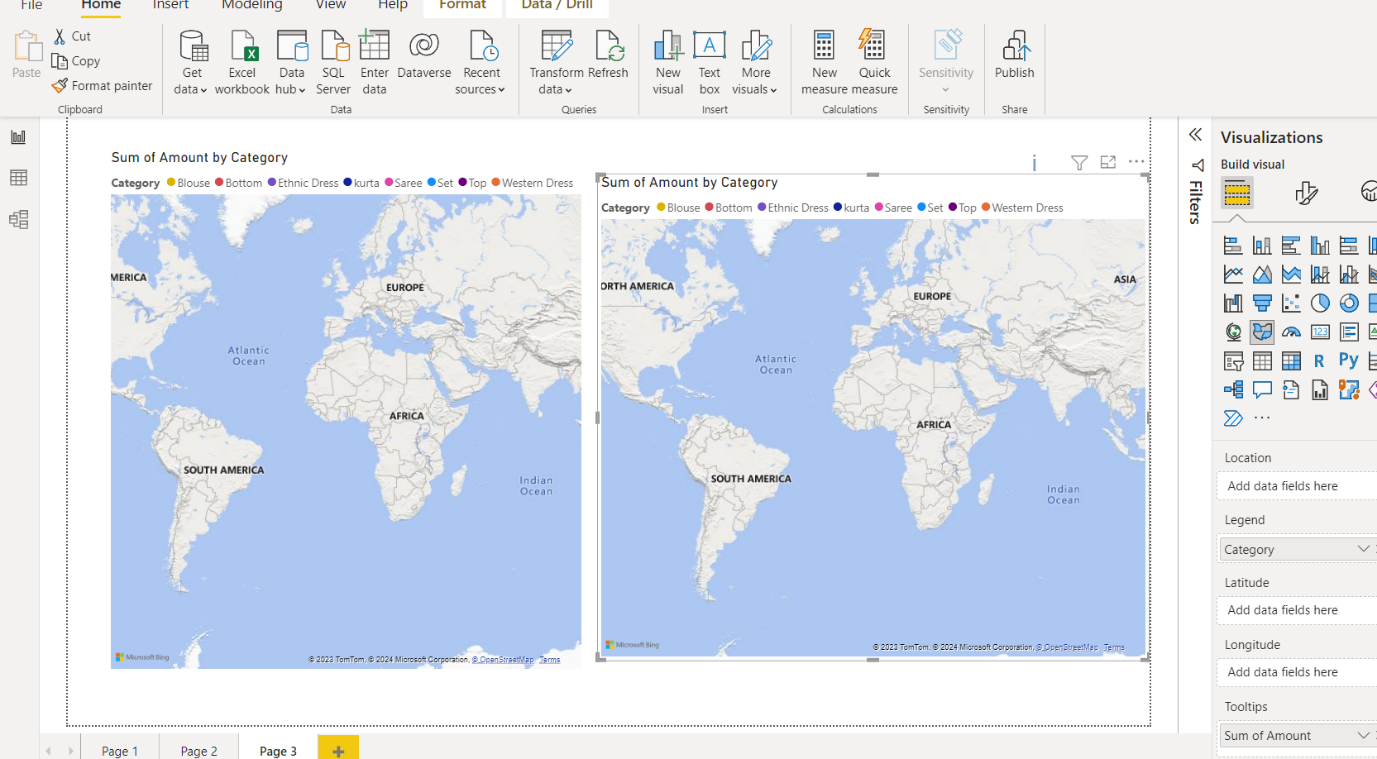 File Home Insert Modeling View Help Format Data / Drill
Paste
Cut
Copy
Format painter
Clipboard
Get data
Excel workbook
Data hub
SQL Server
Enter data
Dataverse
Recent sources
Data
Transform data
Refresh
Queries
New visual
Text box
More visuals
Insert
New measure
Quick measure
Calculations
Sensitivity
Sensitivity
Publish
Share
Sum of Amount by Category
Category Blouse Bottom Ethnic Dress kurta Saree Set Top Western Dress
MERICA
EUROPE
Atlantic
Ocean
AFRICA
SOUTH AMERICA
Indian
Ocean
Microsoft Bing
© 2023 TomTom, © 2024 Microsoft Corporation, © OpenStreetMap Terms
Sum of Amount by Category
Category Blouse Bottom Ethnic Dress kurta Saree Set Top Western Dress
ORTH AMERICA
EUROPE
ASIA
Atlantic
Ocean
AFRICA
SOUTH AMERICA
Indian
Ocean
Microsoft Bing
© 2023 TomTom, © 2024 Microsoft Corporation, © OpenStreetMap Terms
Filters
Visualizations
Build visual
123
R Py
Location
Add data fields here
Legend
Category
Latitude
Add data fields here
Longitude
Add data fields here
Tooltips
Sum of Amount
Page 1
Page 2
Page 3